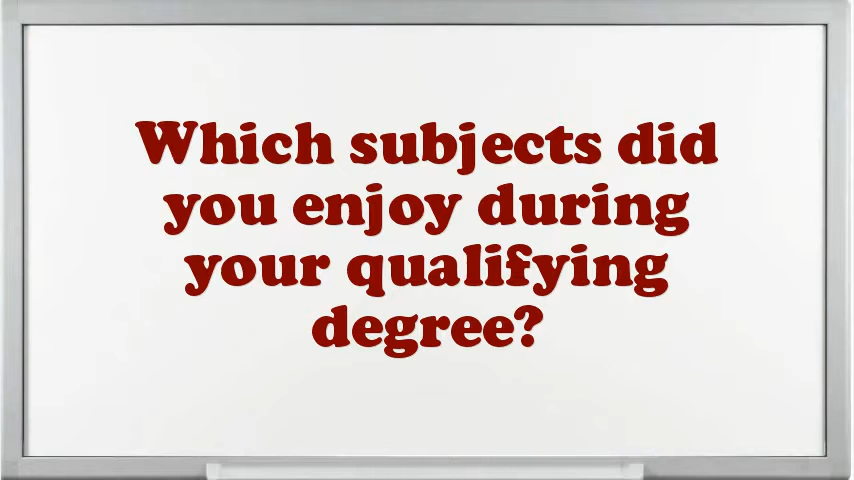 Which subjects did
you enjoy during
your qualifying
degree?